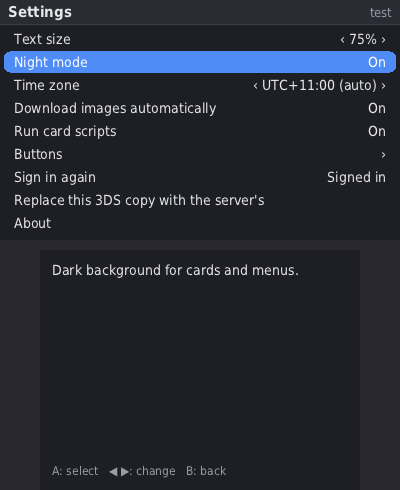 Settings test
Text size ‹ 75% ›
Night mode On
Time zone ‹ UTC+11:00 (auto) ›
Download images automatically On
Run card scripts On
Buttons ›
Sign in again Signed in
Replace this 3DS copy with the server's
About
Dark background for cards and menus.
A: select ◀ ▶: change B: back